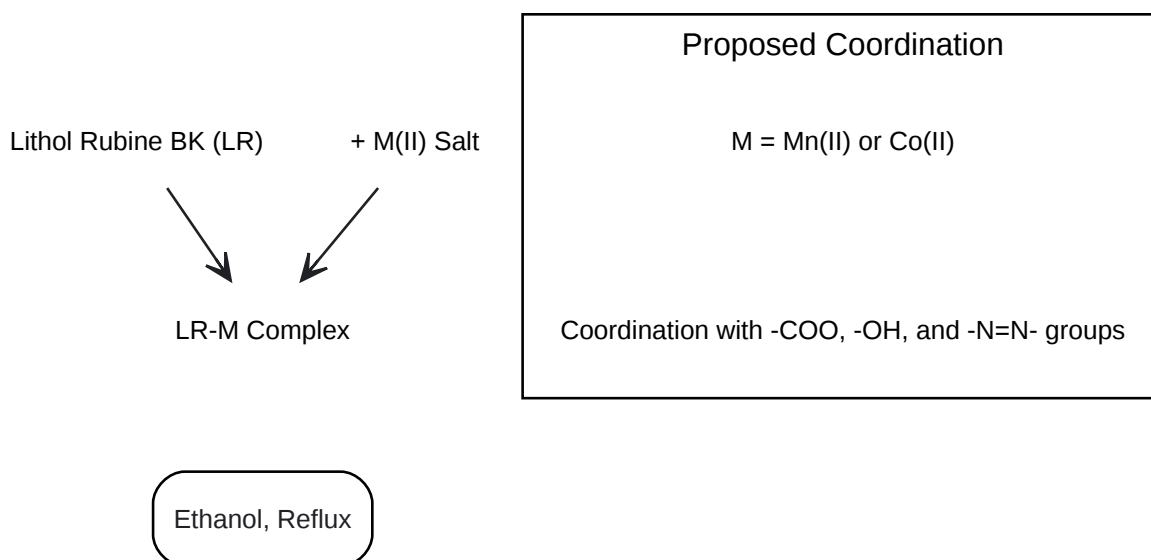 Proposed Coordination
Lithol Rubine BK (LR)
+ M(II) Salt
M = Mn(II) or Co(II)
LR-M Complex
Coordination with -COO, -OH, and -N=N- groups
Ethanol, Reflux